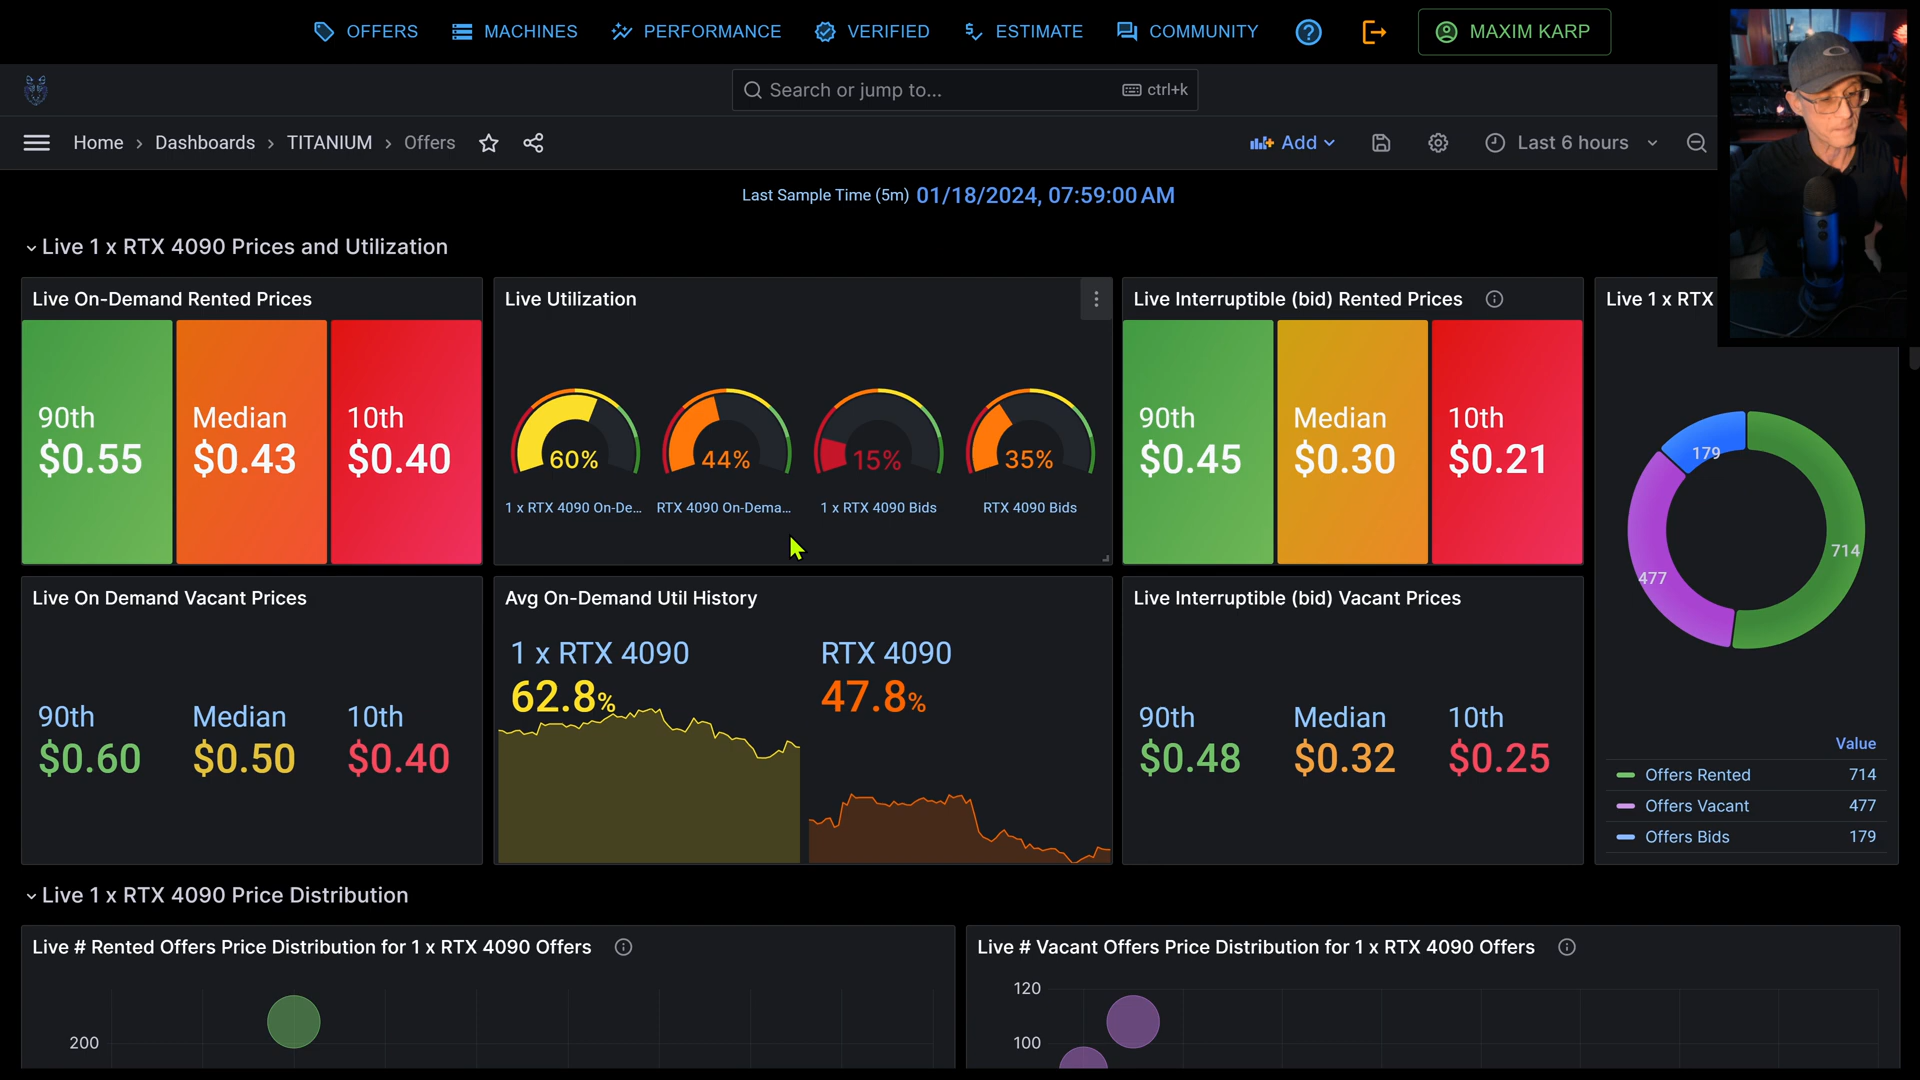 OFFERS MACHINES PERFORMANCE VERIFIED ESTIMATE COMMUNITY MAXIM KARP
Search or jump to... ctrl+k
Home › Dashboards › TITANIUM › Offers Add Last 6 hours
Last Sample Time (5m) 01/18/2024, 07:59:00 AM
Live 1 x RTX 4090 Prices and Utilization
Live On-Demand Rented Prices
90th
$0.55
Median
$0.43
10th
$0.40
Live Utilization
60%
1 x RTX 4090 On-De...
44%
RTX 4090 On-Dema...
15%
1 x RTX 4090 Bids
35%
RTX 4090 Bids
Live Interruptible (bid) Rented Prices
90th
$0.45
Median
$0.30
10th
$0.21
Live 1 x RTX
179
714
477
Value
Offers Rented 714
Offers Vacant 477
Offers Bids 179
Live On Demand Vacant Prices
90th
$0.60
Median
$0.50
10th
$0.40
Avg On-Demand Util History
1 x RTX 4090
62.8%
RTX 4090
47.8%
Live Interruptible (bid) Vacant Prices
90th
$0.48
Median
$0.32
10th
$0.25
Live 1 x RTX 4090 Price Distribution
Live # Rented Offers Price Distribution for 1 x RTX 4090 Offers
200
Live # Vacant Offers Price Distribution for 1 x RTX 4090 Offers
120
100